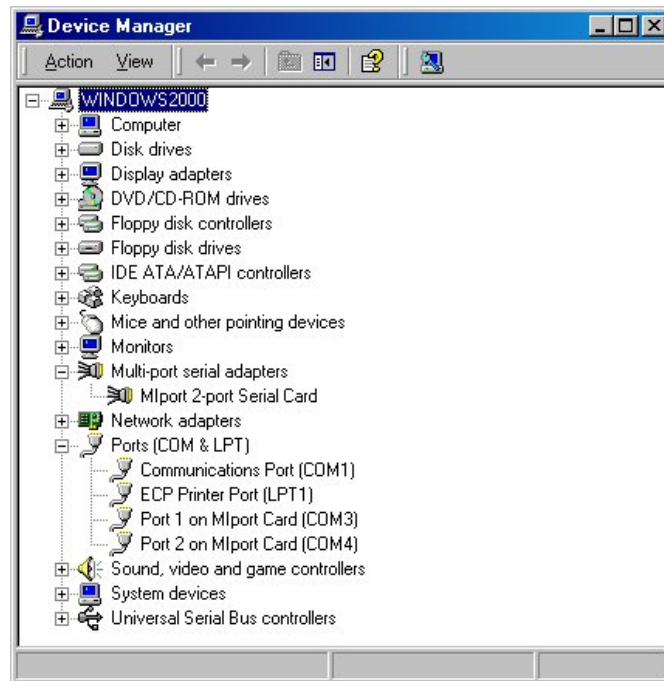 Device Manager
Action View
WINDOWS2000
Computer
Disk drives
Display adapters
DVD/CD-ROM drives
Floppy disk controllers
Floppy disk drives
IDE ATA/ATAPI controllers
Keyboards
Mice and other pointing devices
Monitors
Multi-port serial adapters
MIport 2-port Serial Card
Network adapters
Ports (COM & LPT)
Communications Port (COM1)
ECP Printer Port (LPT1)
Port 1 on MIport Card (COM3)
Port 2 on MIport Card (COM4)
Sound, video and game controllers
System devices
Universal Serial Bus controllers